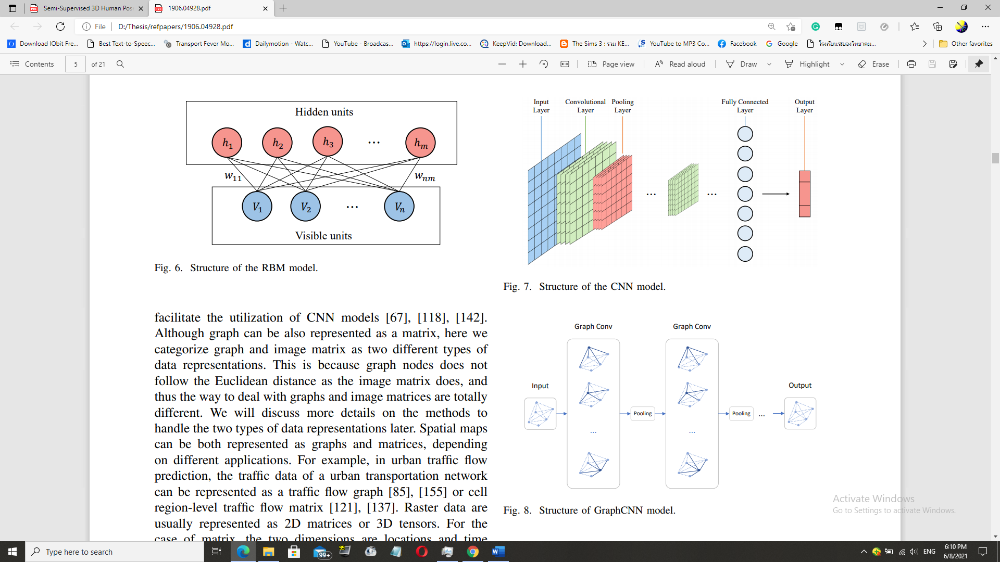 Semi-Supervised 3D Human Pos
1906.04928.pdf
File
D:/Thesis/refpapers/1906.04928.pdf
Download IObit Fre...
Best Text-to-Speec...
Transport Fever Mo...
Dailymotion - Watc...
YouTube - Broadcas...
https://login.live.co...
KeepVid: Download...
The Sims 3 : รวม KE...
YouTube to MP3 Co...
Facebook
Google
โรงเรียนระยองวิทยาคม...
Other favorites
Contents
5
of 21
Page view
Read aloud
Draw
Highlight
Erase
Hidden units
h1
h2
h3
...
hm
w11
wnm
V1
V2
...
Vn
Visible units
Fig. 6. Structure of the RBM model.
facilitate the utilization of CNN models [67], [118], [142].
Although graph can be also represented as a matrix, here we
categorize graph and image matrix as two different types of
data representations. This is because graph nodes does not
follow the Euclidean distance as the image matrix does, and
thus the way to deal with graphs and image matrices are totally
different. We will discuss more details on the methods to
handle the two types of data representations later. Spatial maps
can be both represented as graphs and matrices, depending
on different applications. For example, in urban traffic flow
prediction, the traffic data of a urban transportation network
can be represented as a traffic flow graph [85], [155] or cell
region-level traffic flow matrix [121], [137]. Raster data are
usually represented as 2D matrices or 3D tensors. For the
case of matrix, the two dimensions are locations and time
Input
Layer
Convolutional
Layer
Pooling
Layer
Fully Connected
Layer
Output
Layer
...
...
Fig. 7. Structure of the CNN model.
Graph Conv
Graph Conv
Input
Output
Pooling
Pooling
...
...
...
Fig. 8. Structure of GraphCNN model.
Activate Windows
Go to Settings to activate Windows.
Type here to search
99+
99
W
ENG
6:10 PM
6/8/2021